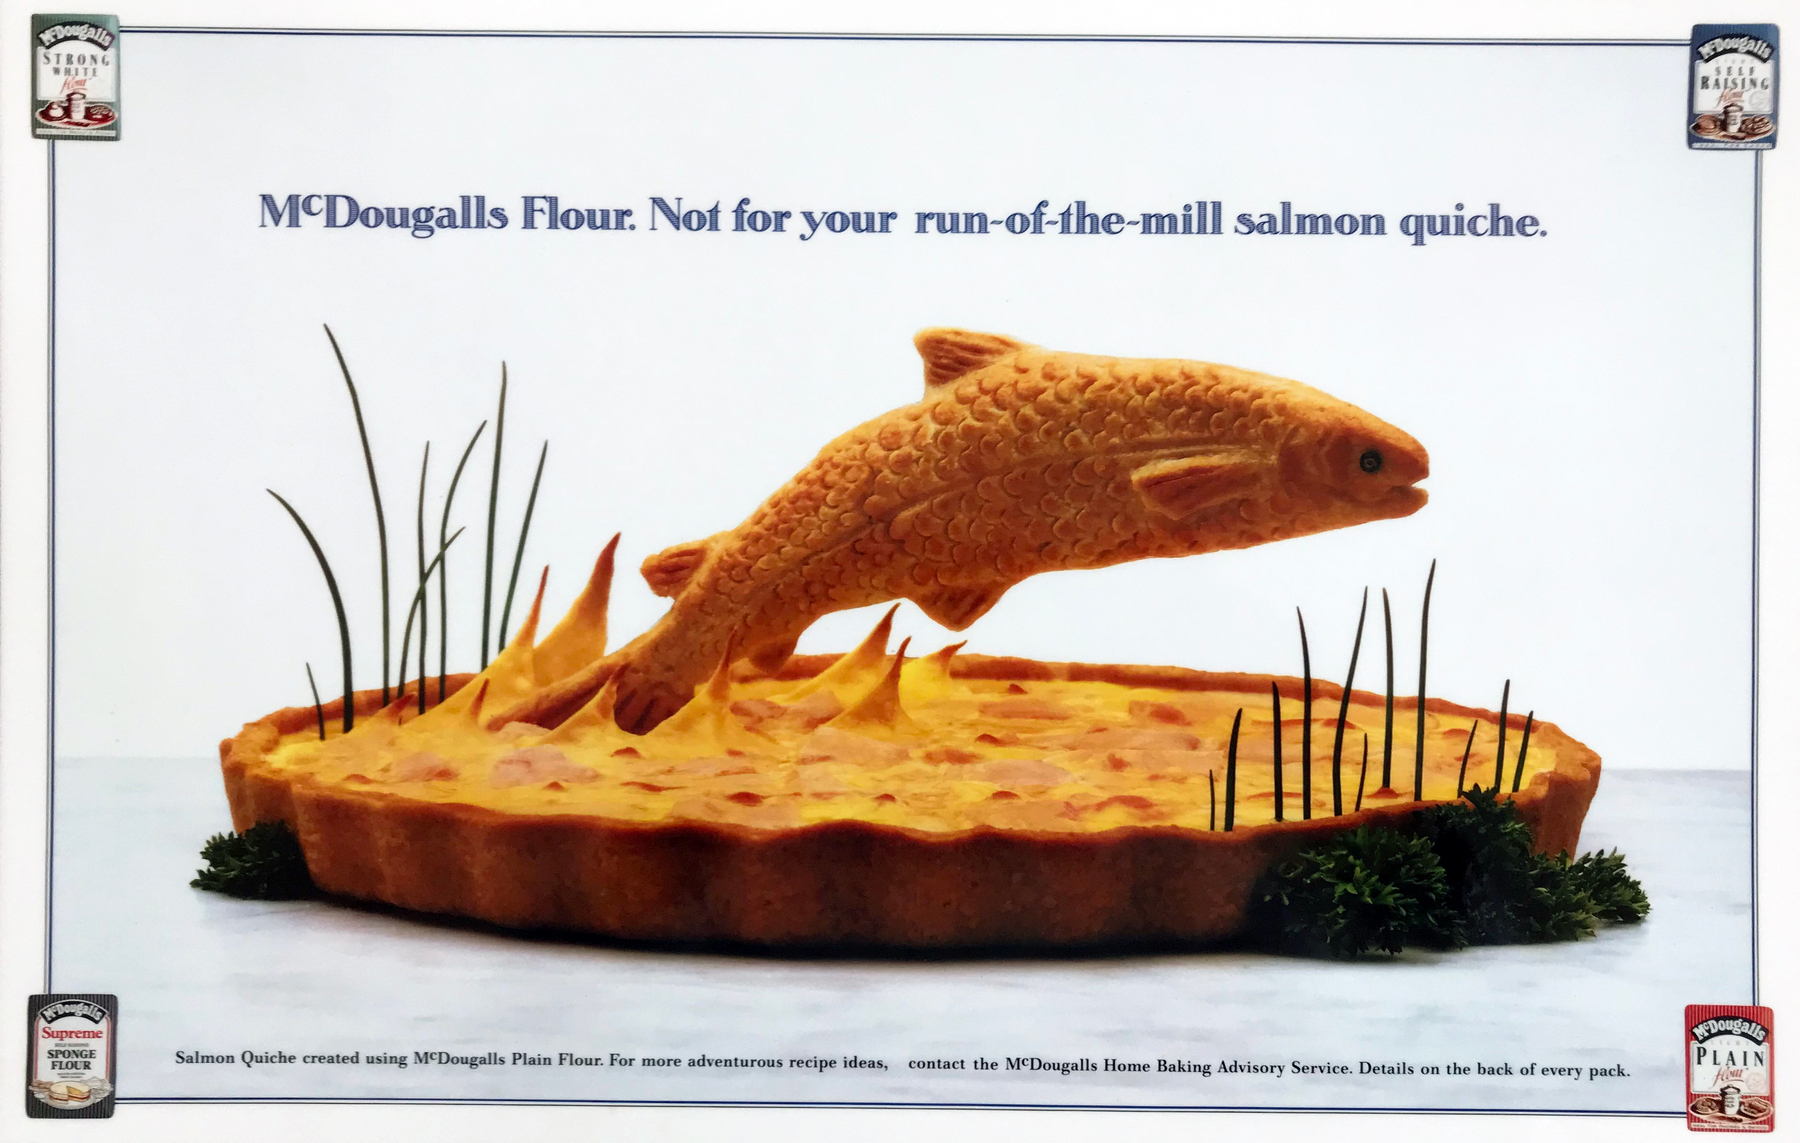 McDougalls
STRONG
WHITE
flour
McDougalls
SELF
RAISING
flour
McDougalls Flour. Not for your run-of-the-mill salmon quiche.
McDougalls
Supreme
SPONGE
FLOUR
McDougalls
PLAIN
flour
Salmon Quiche created using McDougalls Plain Flour. For more adventurous recipe ideas, contact the McDougalls Home Baking Advisory Service. Details on the back of every pack.